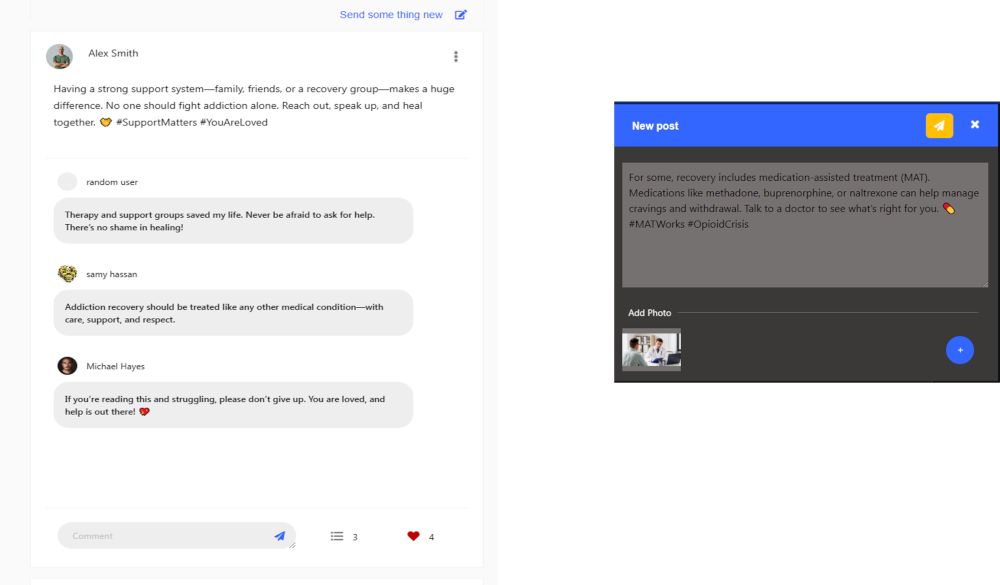 Send some thing new
Alex Smith
Having a strong support system—family, friends, or a recovery group—makes a huge
difference. No one should fight addiction alone. Reach out, speak up, and heal
together. 🤝 #SupportMatters #YouAreLoved
random user
Therapy and support groups saved my life. Never be afraid to ask for help.
There's no shame in healing!
samy hassan
Addiction recovery should be treated like any other medical condition—with
care, support, and respect.
Michael Hayes
If you're reading this and struggling, please don't give up. You are loved, and
help is out there! 💖
Comment
3
4
New post
For some, recovery includes medication-assisted treatment (MAT).
Medications like methadone, buprenorphine, or naltrexone can help manage
cravings and withdrawal. Talk to a doctor to see what's right for you. 💊
#MATWorks #OpioidCrisis
Add Photo
+